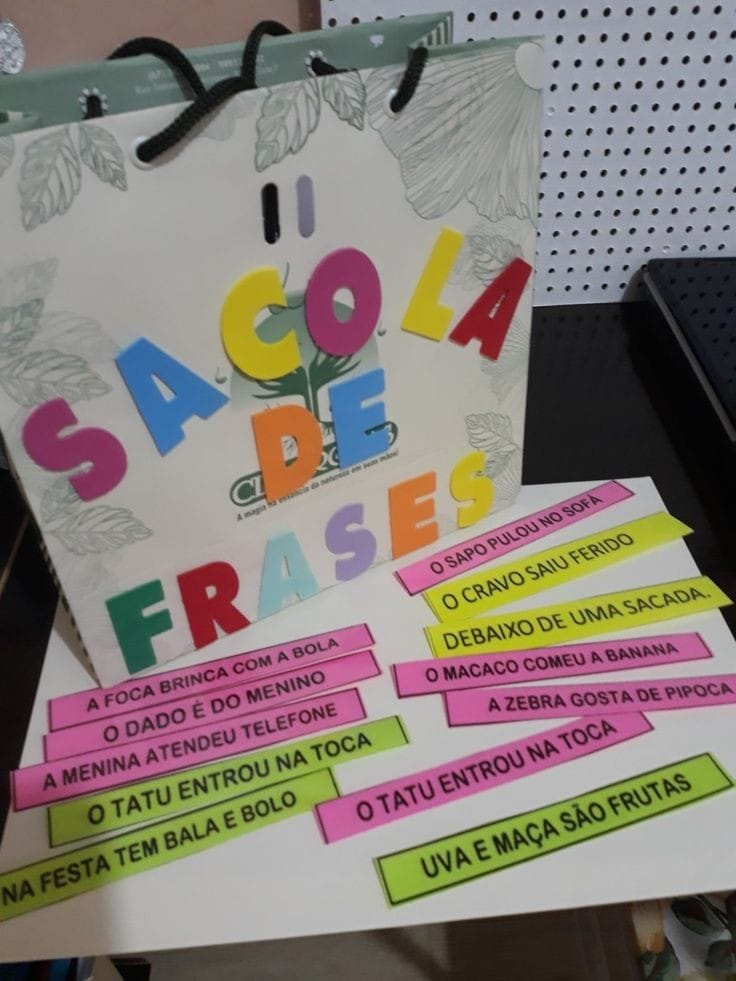 SACOLA
DE
FRASES
A magia na essência da natureza em suas mãos!
O SAPO PULOU NO SOFÁ
O CRAVO SAIU FERIDO
DEBAIXO DE UMA SACADA.
O MACACO COMEU A BANANA
A ZEBRA GOSTA DE PIPOCA
A FOCA BRINCA COM A BOLA
O DADO É DO MENINO
A MENINA ATENDEU TELEFONE
O TATU ENTROU NA TOCA
NA FESTA TEM BALA E BOLO
O TATU ENTROU NA TOCA
UVA E MAÇA SÃO FRUTAS